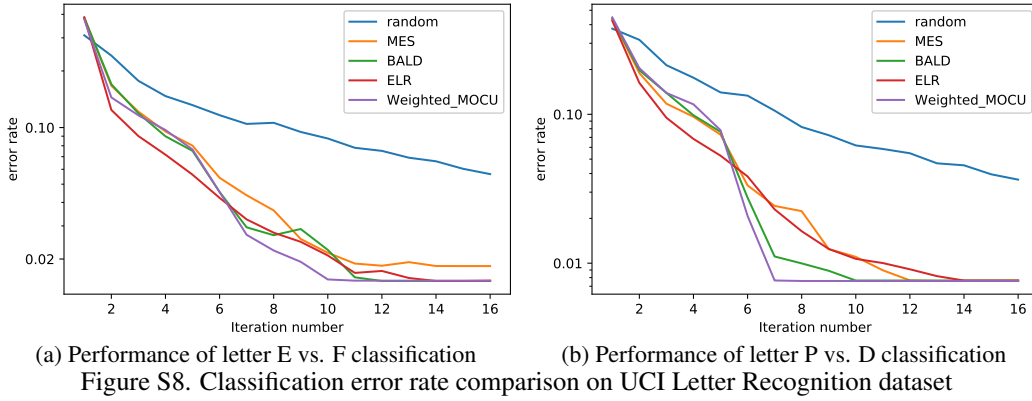 random
MES
BALD
ELR
Weighted_MOCU
0.10
0.02
error rate
2 4 6 8 10 12 14 16
Iteration number
(a) Performance of letter E vs. F classification
random
MES
BALD
ELR
Weighted_MOCU
0.10
0.01
error rate
2 4 6 8 10 12 14 16
Iteration number
(b) Performance of letter P vs. D classification
Figure S8. Classification error rate comparison on UCI Letter Recognition dataset